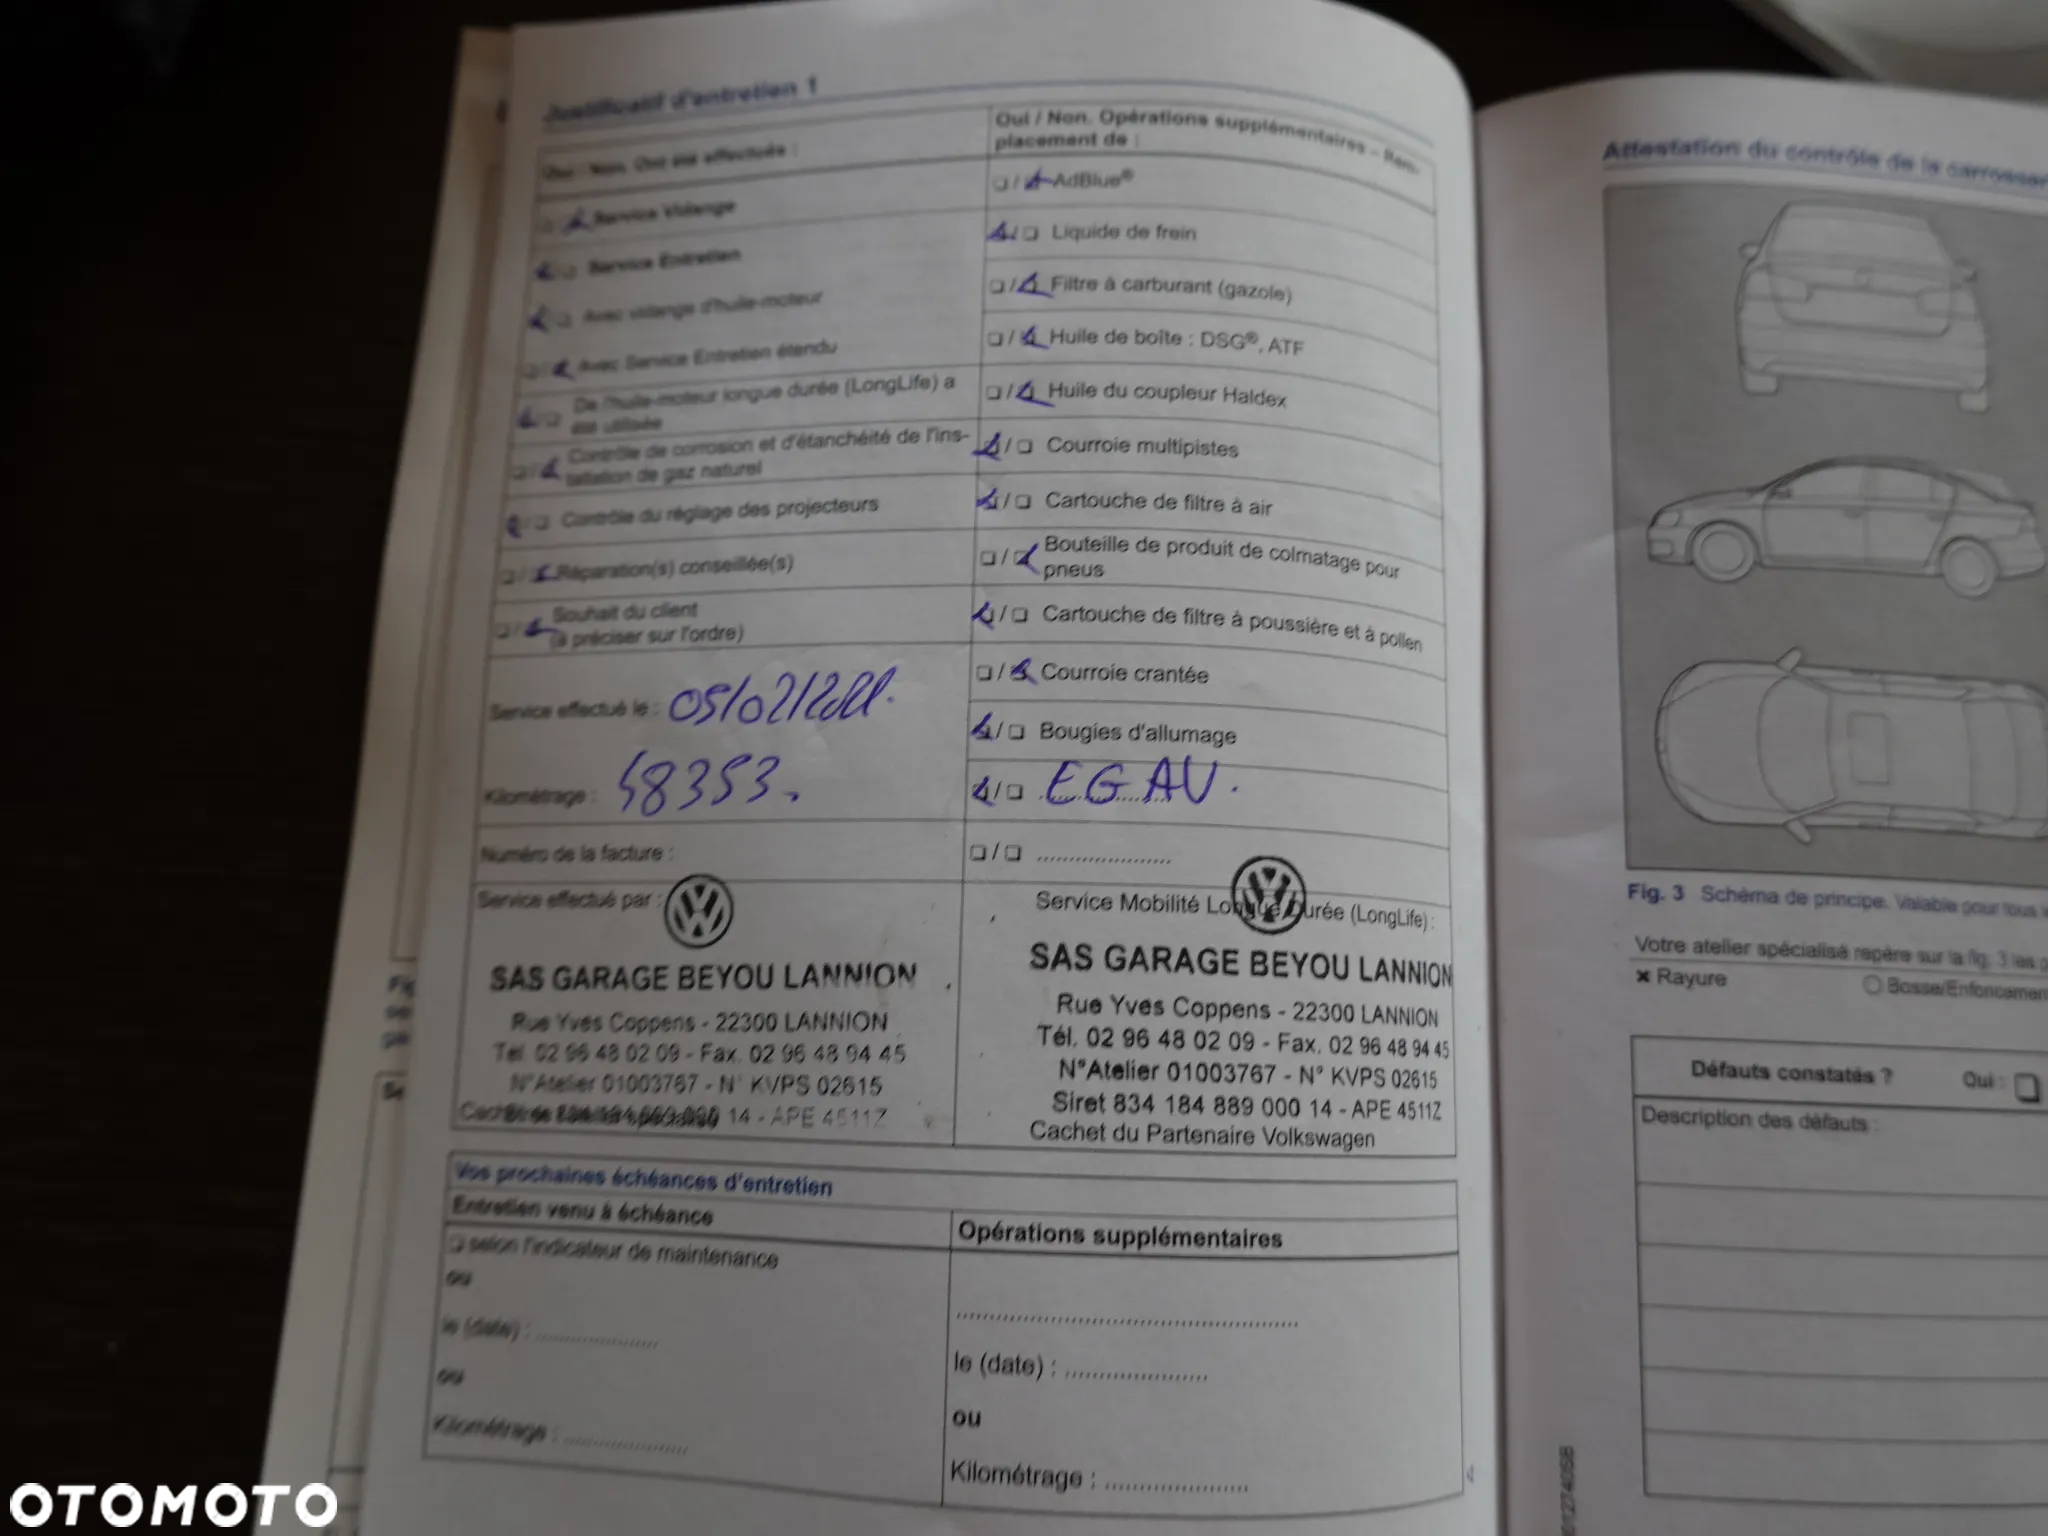 Justificatif d'entretien 1
Oui / Non. Ont été effectués :
Service Vidange
Service Entretien
Avec vidange d'huile-moteur
Avec Service Entretien étendu
De l'huile-moteur longue durée (LongLife) a
été utilisée
Contrôle de corrosion et d'étanchéité de l'ins-
tallation de gaz naturel
Contrôle du réglage des projecteurs
Réparation(s) conseillée(s)
Souhait du client
(à préciser sur l'ordre)
Service effectué le : 05/02/2021.
Kilométrage : 58353.
Numéro de la facture :
Service effectué par :
SAS GARAGE BEYOU LANNION
Rue Yves Coppens - 22300 LANNION
Tél. 02 96 48 02 09 - Fax. 02 96 48 94 45
N°Atelier 01003767 - N° KVPS 02615
14 - APE 4511Z
Oui / Non. Opérations supplémentaires – Rem-
placement de :
AdBlue®
Liquide de frein
Filtre à carburant (gazole)
Huile de boîte : DSG®, ATF
Huile du coupleur Haldex
Courroie multipistes
Cartouche de filtre à air
Bouteille de produit de colmatage pour
pneus
Cartouche de filtre à poussière et à pollen
Courroie crantée
Bougies d'allumage
EGAV.
Service Mobilité Longue Durée (LongLife) :
SAS GARAGE BEYOU LANNION
Rue Yves Coppens - 22300 LANNION
Tél. 02 96 48 02 09 - Fax. 02 96 48 94 45
N°Atelier 01003767 - N° KVPS 02615
Siret 834 184 889 000 14 - APE 4511Z
Cachet du Partenaire Volkswagen
Vos prochaines échéances d'entretien
Entretien venu à échéance
selon l'indicateur de maintenance
ou
le (date) : ....................
ou
Kilométrage : ....................
Opérations supplémentaires
le (date) : ......................
ou
Kilométrage : ......................
Attestation du contrôle de la
Fig. 3 Schéma de principe. Valable pour tous
Votre atelier spécialisé repère sur la fig. 3 les
× Rayure
Bosse/Enfoncement
Défauts constatés ? Oui :
Description des défauts :
OTOMOTO